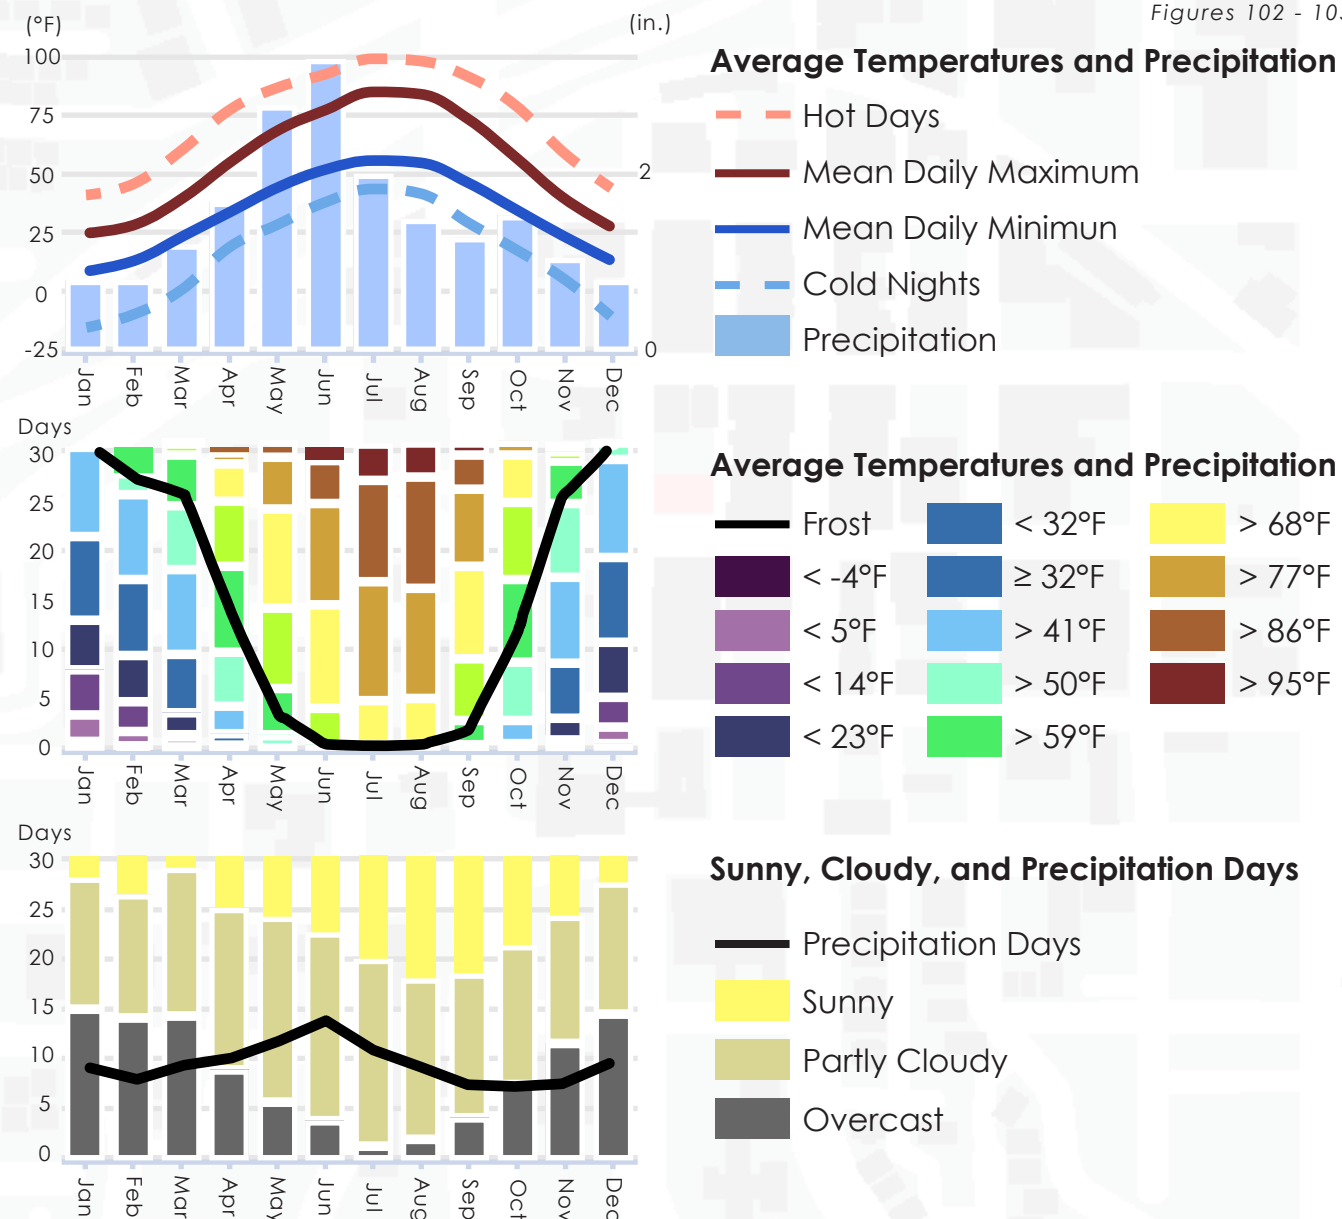 Figures 102 - 10
(°F)
(in.)
100
75
50
25
0
-25
2
0
Jan Feb Mar Apr May Jun Jul Aug Sep Oct Nov Dec
Average Temperatures and Precipitation
Hot Days
Mean Daily Maximum
Mean Daily Minimun
Cold Nights
Precipitation
Days
30
25
20
15
10
5
0
Jan Feb Mar Apr May Jun Jul Aug Sep Oct Nov Dec
Average Temperatures and Precipitation
Frost
< -4°F
< 5°F
< 14°F
< 23°F
< 32°F
≥ 32°F
> 41°F
> 50°F
> 59°F
> 68°F
> 77°F
> 86°F
> 95°F
Days
30
25
20
15
10
5
0
Jan Feb Mar Apr May Jun Jul Aug Sep Oct Nov Dec
Sunny, Cloudy, and Precipitation Days
Precipitation Days
Sunny
Partly Cloudy
Overcast